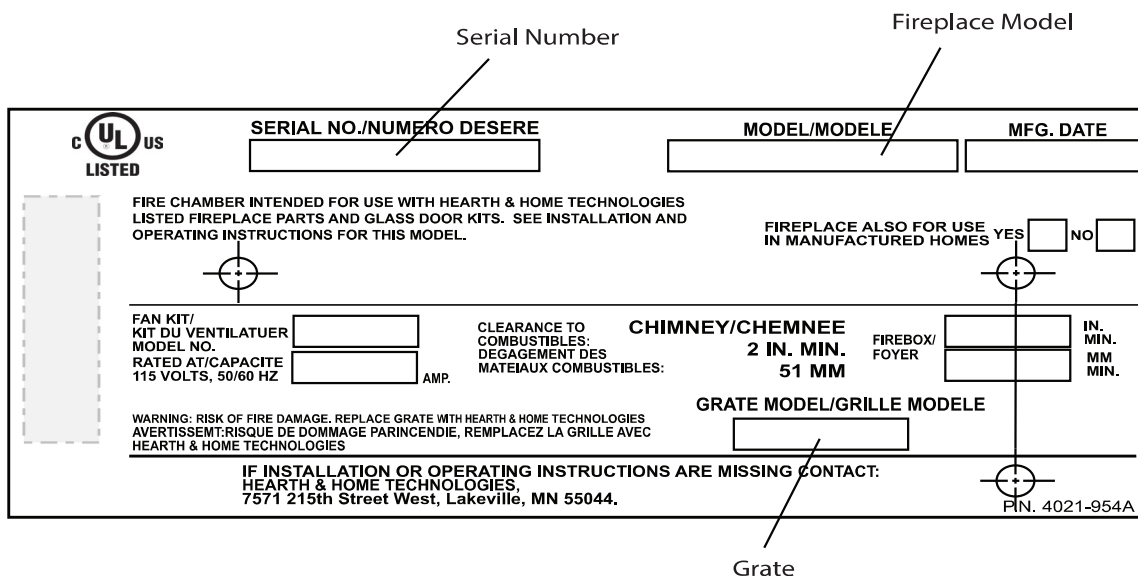 Serial Number
Fireplace Model
C UL US
LISTED
SERIAL NO./NUMERO DESERE
MODEL/MODELE
MFG. DATE
FIRE CHAMBER INTENDED FOR USE WITH HEARTH & HOME TECHNOLOGIES
LISTED FIREPLACE PARTS AND GLASS DOOR KITS. SEE INSTALLATION AND
OPERATING INSTRUCTIONS FOR THIS MODEL.
FIREPLACE ALSO FOR USE
IN MANUFACTURED HOMES YES NO
FAN KIT/
KIT DU VENTILATUER
MODEL NO.
RATED AT/CAPACITE
115 VOLTS, 50/60 HZ
AMP.
CLEARANCE TO
COMBUSTIBLES:
DEGAGEMENT DES
MATEIAUX COMBUSTIBLES:
CHIMNEY/CHEMNEE
2 IN. MIN.
51 MM
FIREBOX/
FOYER
IN.
MIN.
MM
MIN.
WARNING: RISK OF FIRE DAMAGE. REPLACE GRATE WITH HEARTH & HOME TECHNOLOGIES
AVERTISSEMT:RISQUE DE DOMMAGE PARINCENDIE, REMPLACEZ LA GRILLE AVEC
HEARTH & HOME TECHNOLOGIES
GRATE MODEL/GRILLE MODELE
IF INSTALLATION OR OPERATING INSTRUCTIONS ARE MISSING CONTACT:
HEARTH & HOME TECHNOLOGIES,
7571 215th Street West, Lakeville, MN 55044.
P/N. 4021-954A
Grate